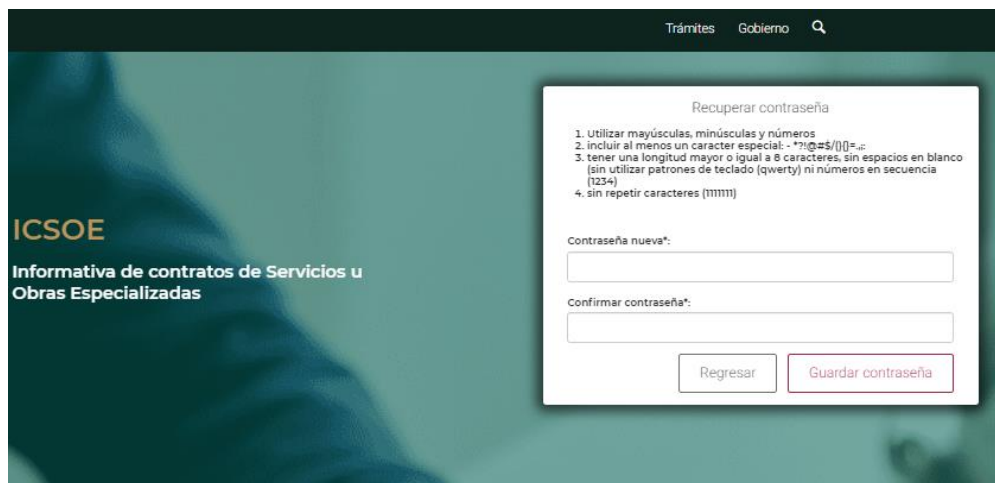 Trámites Gobierno
Recuperar contraseña
1. Utilizar mayúsculas, minúsculas y números
2. incluir al menos un caracter especial: - *?!@#$/(){}=.,;:
3. tener una longitud mayor o igual a 8 caracteres, sin espacios en blanco
(sin utilizar patrones de teclado (qwerty) ni números en secuencia
(1234)
4. sin repetir caracteres (1111111)
ICSOE
Informativa de contratos de Servicios u
Obras Especializadas
Contraseña nueva*:
Confirmar contraseña*:
Regresar Guardar contraseña